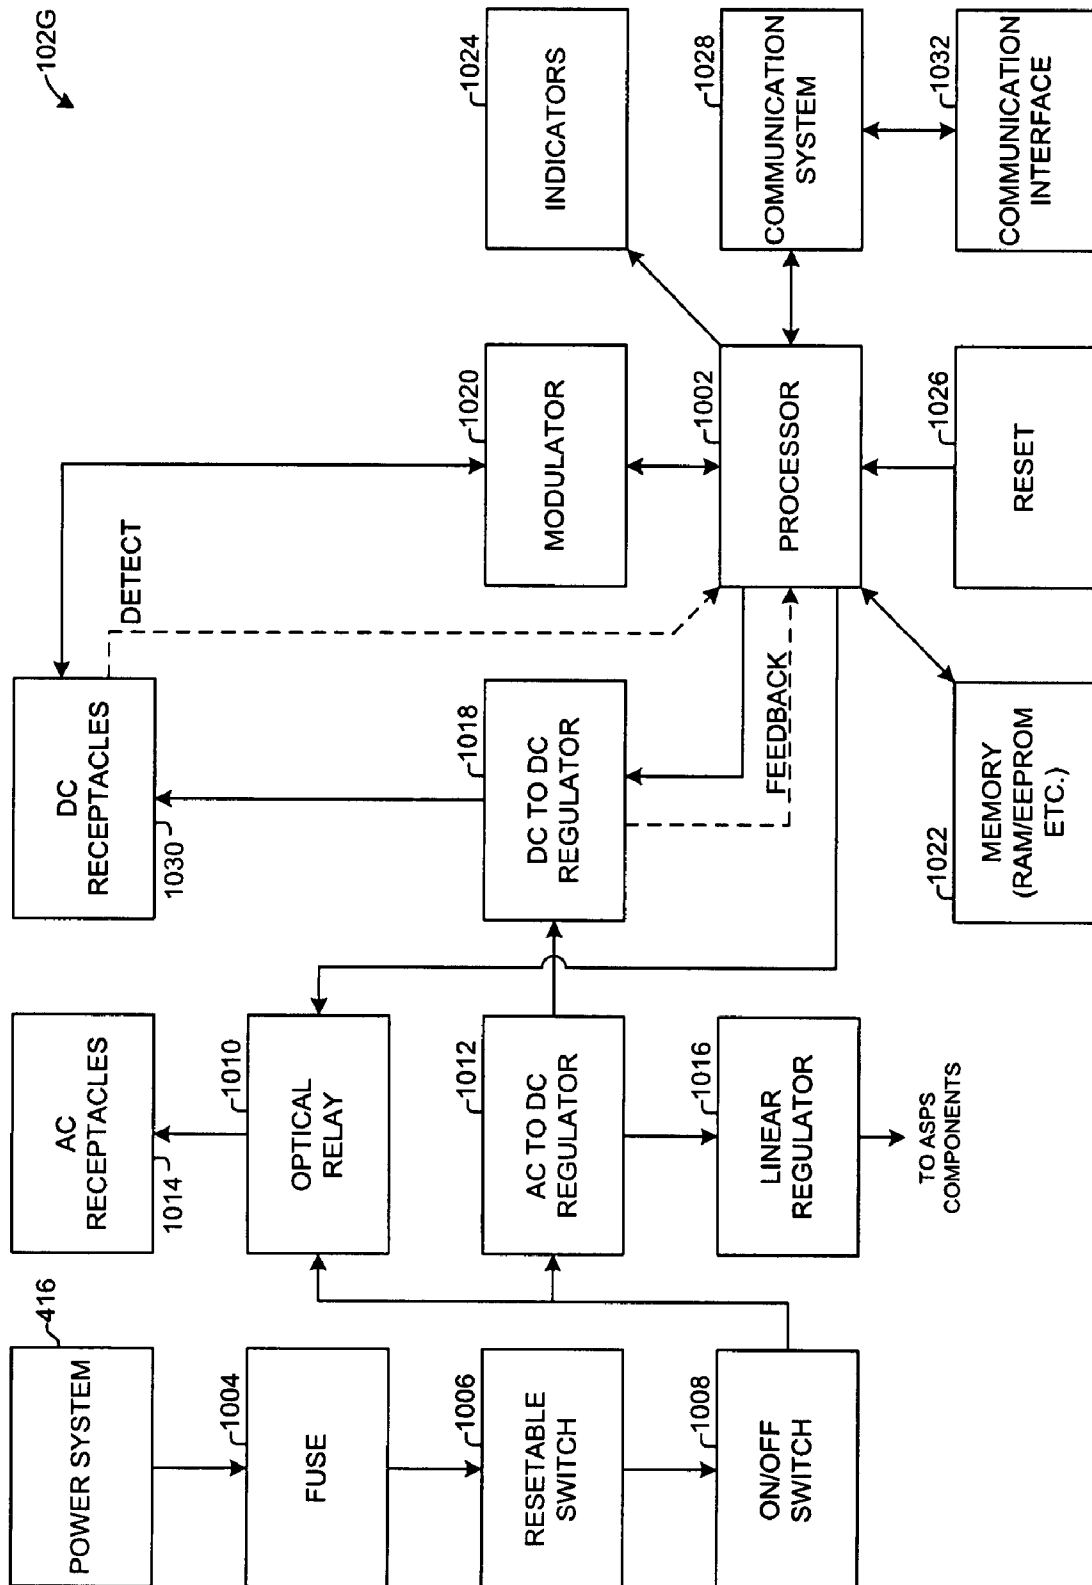 102G
POWER SYSTEM
416
FUSE
1004
RESETABLE
SWITCH
1006
ON/OFF
SWITCH
1008
AC
RECEPTACLES
1014
OPTICAL
RELAY
1010
AC TO DC
REGULATOR
1012
LINEAR
REGULATOR
1016
TO ASPS
COMPONENTS
DC
RECEPTACLES
1030
DETECT
DC TO DC
REGULATOR
1018
FEEDBACK
MEMORY
(RAM/EEPROM
ETC.)
1022
MODULATOR
1020
PROCESSOR
1002
RESET
1026
INDICATORS
1024
COMMUNICATION
SYSTEM
1028
COMMUNICATION
INTERFACE
1032